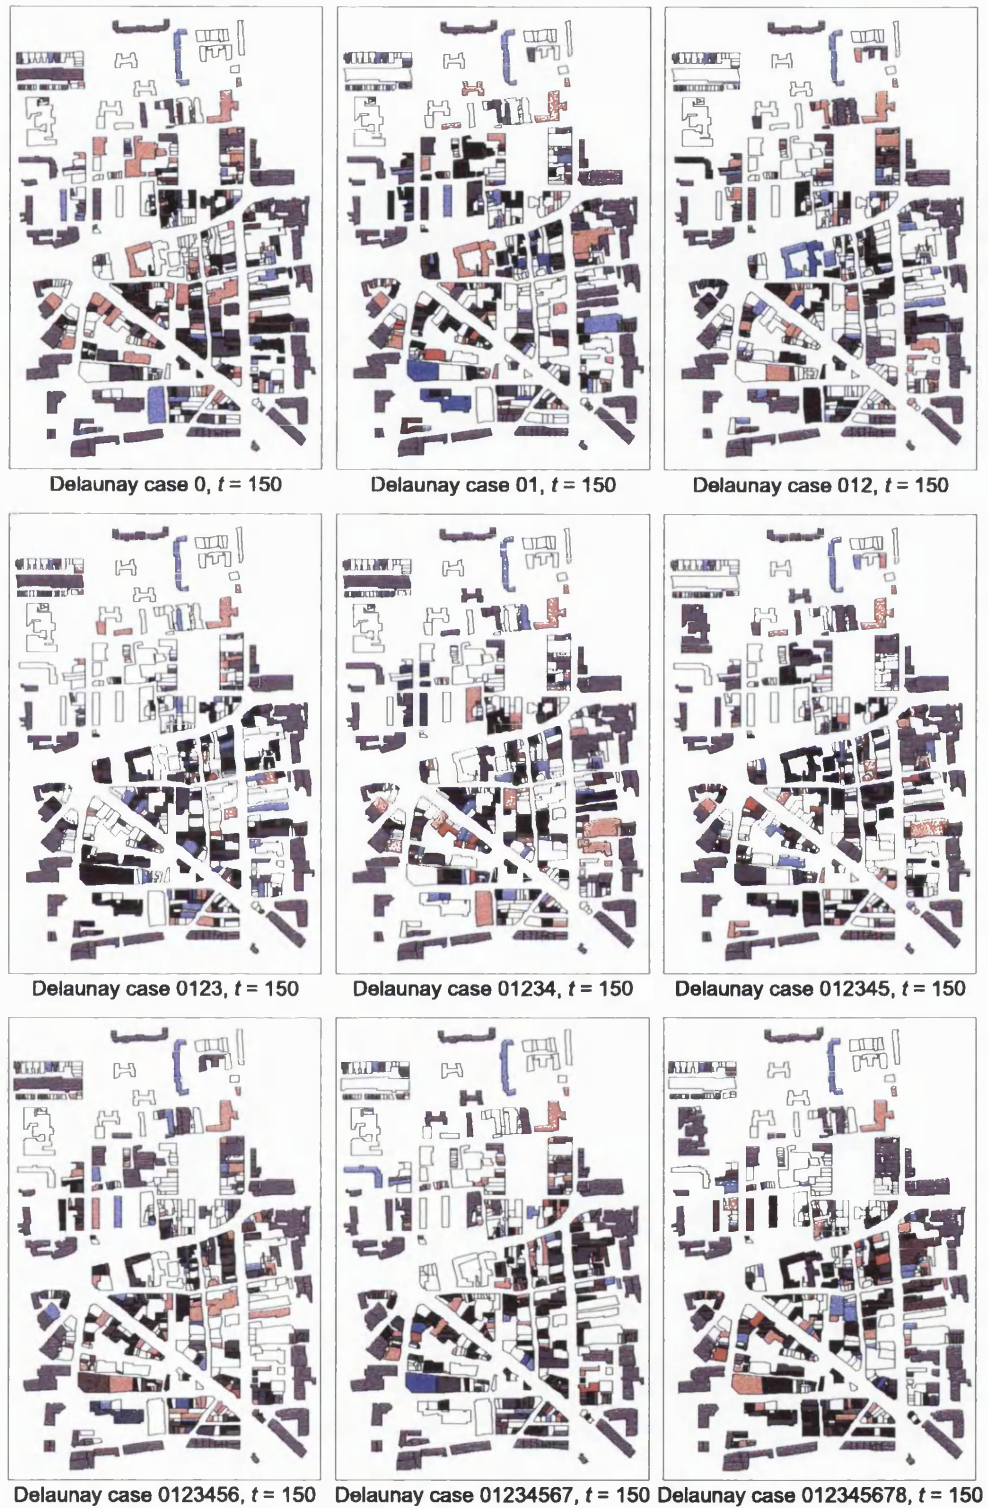 Delaunay case 0, t = 150
Delaunay case 01, t = 150
Delaunay case 012, t = 150
Delaunay case 0123, t = 150
Delaunay case 01234, t = 150
Delaunay case 012345, t = 150
Delaunay case 0123456, t = 150
Delaunay case 01234567, t = 150
Delaunay case 012345678, t = 150